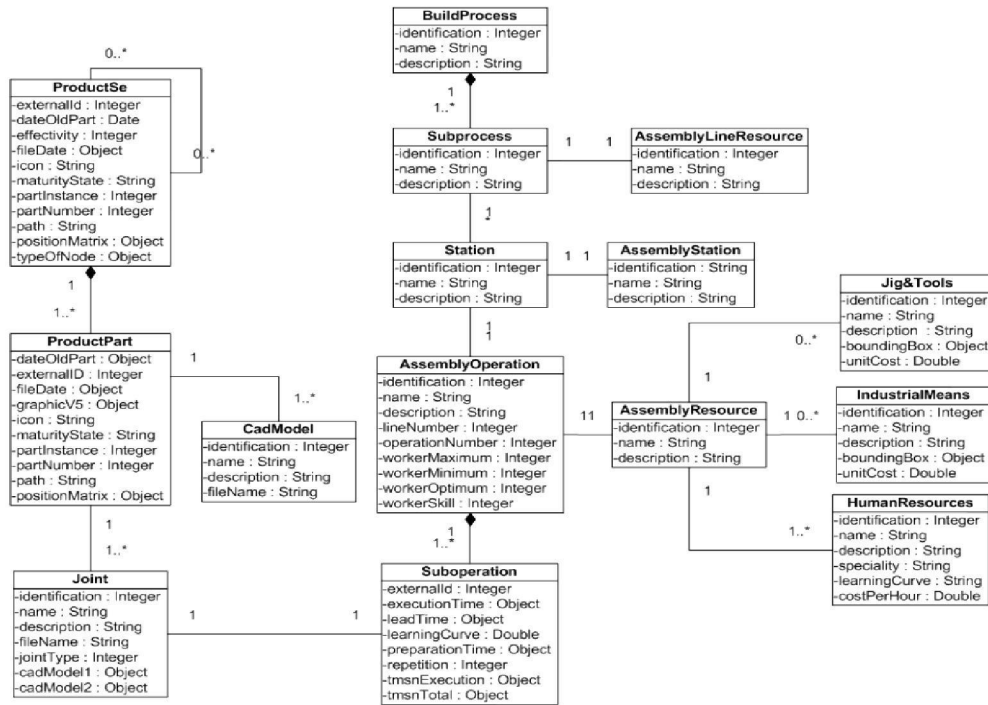 BuildProcess
-identification : Integer
-name : String
-description : String
1
1..*
0..*
0..*
ProductSe
-externalId : Integer
-dateOldPart : Date
-effectivity : Integer
-fileDate : Object
-icon : String
-maturityState : String
-partInstance : Integer
-partNumber : Integer
-path : String
-positionMatrix : Object
-typeOfNode : Object
1
1..*
Subprocess
-identification : Integer
-name : String
-description : String
1
1
AssemblyLineResource
-identification : Integer
-name : String
-description : String
1
*
Station
-identification : Integer
-name : String
-description : String
1 1
AssemblyStation
-identification : String
-name : String
-description : String
1
1
Jig&Tools
-identification : Integer
-name : String
-description : String
-boundingBox : Object
-unitCost : Double
0..*
1
ProductPart
-dateOldPart : Object
-externalID : Integer
-fileDate : Object
-graphicV5 : Object
-icon : String
-maturityState : String
-partInstance : Integer
-partNumber : Integer
-path : String
-positionMatrix : Object
1
1..*
CadModel
-identification : Integer
-name : String
-description : String
-fileName : String
AssemblyOperation
-identification : Integer
-name : String
-description : String
-lineNumber : Integer
-operationNumber : Integer
-workerMaximum : Integer
-workerMinimum : Integer
-workerOptimum : Integer
-workerSkill : Integer
11
AssemblyResource
-identification : Integer
-name : String
-description : String
1 0..*
IndustrialMeans
-identification : Integer
-name : String
-description : String
-boundingBox : Object
-unitCost : Double
1
1..*
HumanResources
-identification : Integer
-name : String
-description : String
-speciality : String
-learningCurve : String
-costPerHour : Double
1
1..*
1
1..*
Joint
-identification : Integer
-name : String
-description : String
-fileName : String
-jointType : Integer
-cadModel1 : Object
-cadModel2 : Object
1
1
Suboperation
-externalId : Integer
-executionTime : Object
-leadTime : Object
-learningCurve : Double
-preparationTime : Object
-repetition : Integer
-tmsnExecution : Object
-tmsnTotal : Object